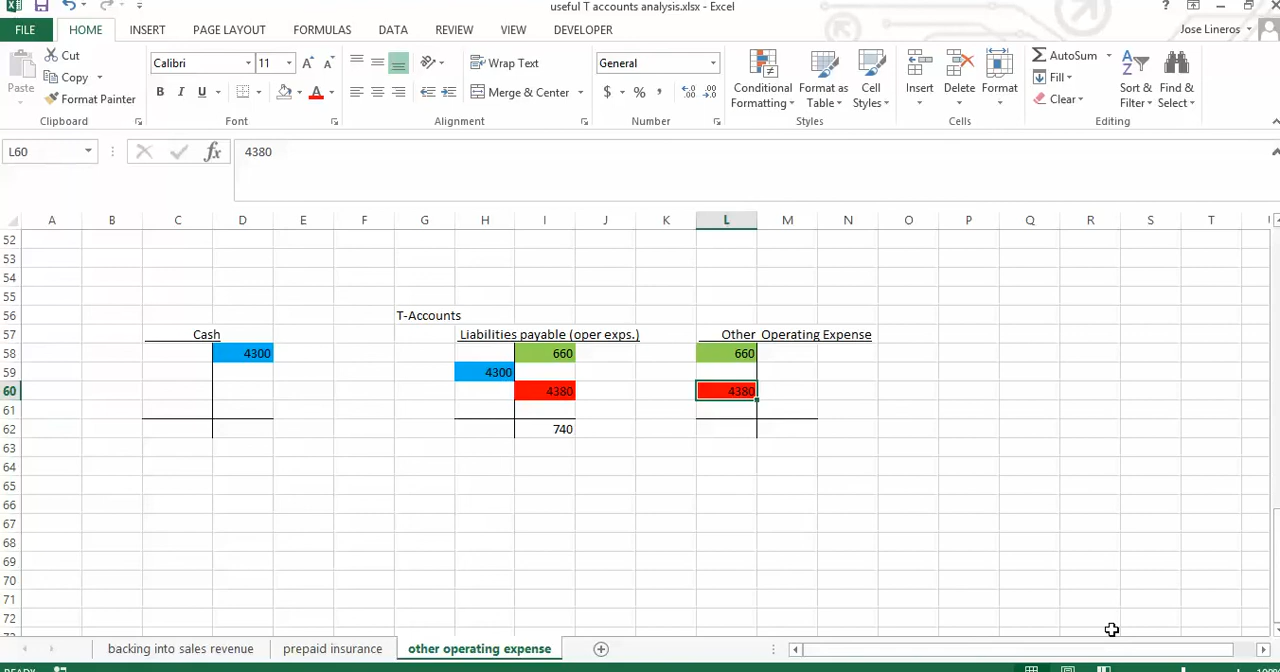 useful T accounts analysis.xlsx - Excel
FILE HOME INSERT PAGE LAYOUT FORMULAS DATA REVIEW VIEW DEVELOPER Jose Lineros
Paste Cut Copy Format Painter
Calibri 11
B I U A
Wrap Text
Merge & Center
General
$ % ,
Conditional Formatting Format as Table Cell Styles
Insert Delete Format
AutoSum Fill Clear
Sort & Filter Find & Select
Clipboard Font Alignment Number Styles Cells Editing
L60 fx 4380
A B C D E F G H I J K L M N O P Q R S T
52
53
54
55
56 T-Accounts
57 Cash Liabilities payable (oper exps.) Other Operating Expense
58 4300 660 660
59 4300
60 4380 4380
61
62 740
63
64
65
66
67
68
69
70
71
72
backing into sales revenue prepaid insurance other operating expense